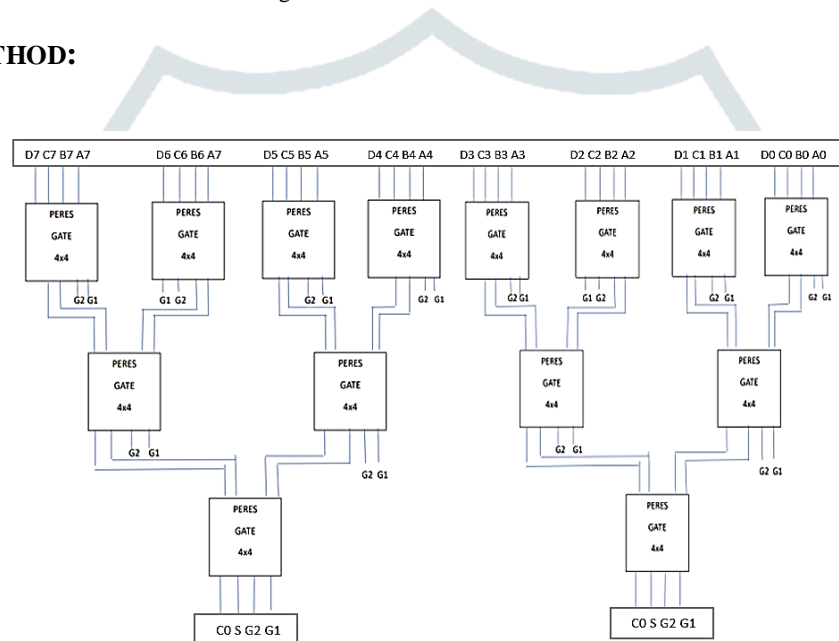 THOD:
D7 C7 B7 A7 D6 C6 B6 A7 D5 C5 B5 A5 D4 C4 B4 A4 D3 C3 B3 A3 D2 C2 B2 A2 D1 C1 B1 A1 D0 C0 B0 A0
PERES PERES PERES PERES PERES PERES PERES PERES
GATE GATE GATE GATE GATE GATE GATE GATE
4x4 4x4 4x4 4x4 4x4 4x4 4x4 4x4
G2 G1 G1 G2 G2 G1 G2 G1 G2 G1 G1 G2 G2 G1 G2 G1
PERES PERES PERES PERES
GATE GATE GATE GATE
4x4 4x4 4x4 4x4
G2 G1 G2 G1 G2 G1 G2 G1
PERES PERES
GATE GATE
4x4 4x4
C0 S G2 G1 C0 S G2 G1